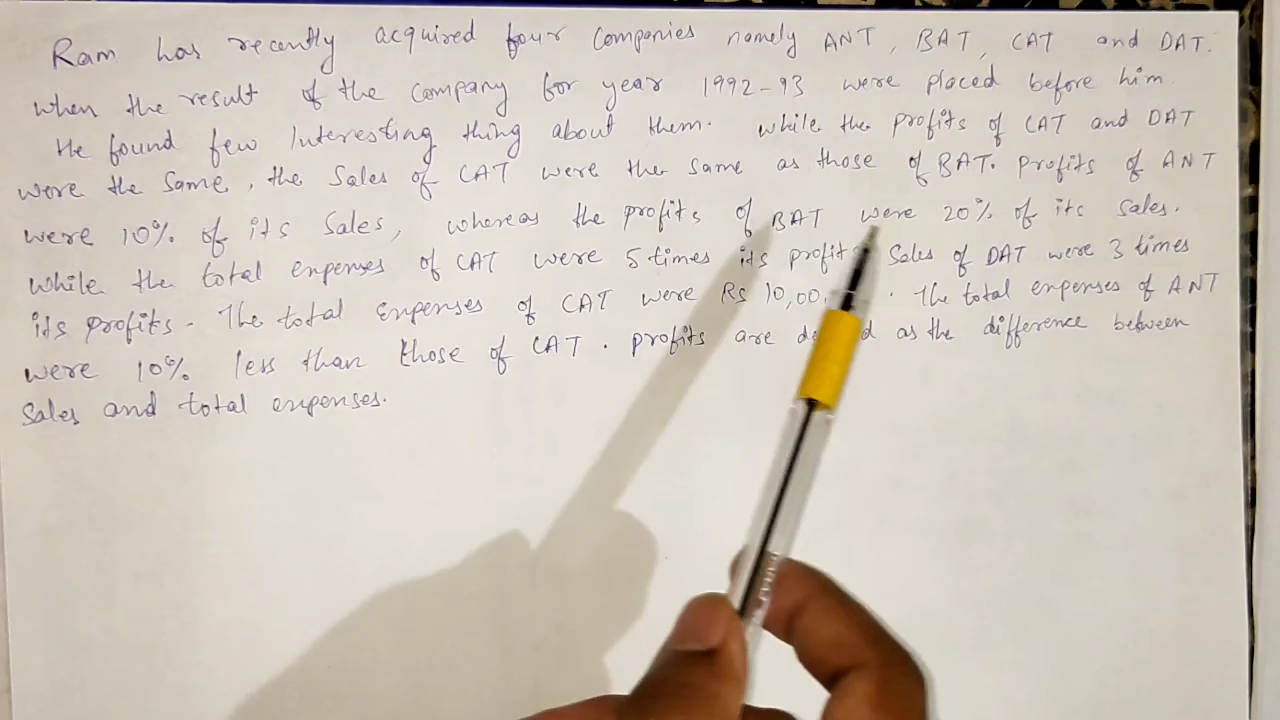 Ram has recently acquired four Companies namely ANT, BAT, CAT and DAT.
when the result of the company for year 1992-93 were placed before him.
He found few Interesting thing about them. while the profits of CAT and DAT
were the same, the sales of CAT were the same as those of BAT. profits of ANT
were 10% of its sales, whereas the profits of BAT were 20% of its sales.
while the total expenses of CAT were 5 times its profit Sales of DAT were 3 times
its profits. The total expenses of CAT were Rs 10,00, . The total expenses of ANT
were 10% less than those of CAT. profits are as the difference between
Sales and total expenses.